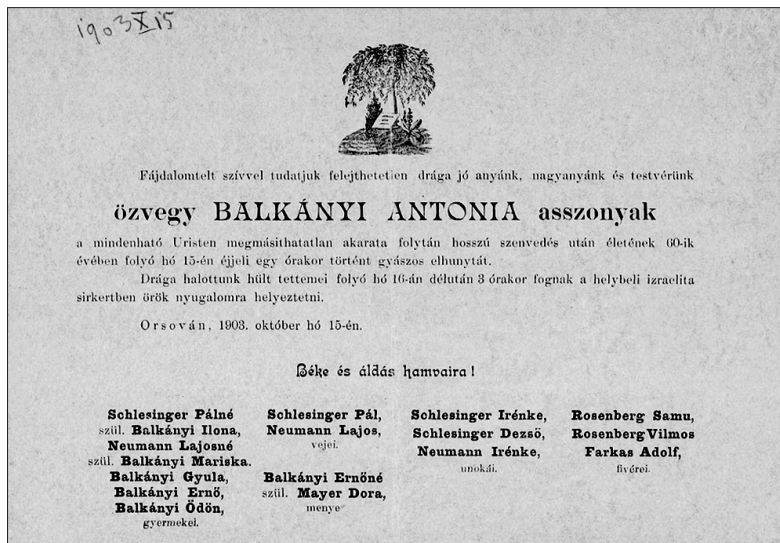 1903 X 15
Fájdalomtelt szívvel tudatjuk felejthetetlen drága jó anyánk, nagyanyánk és testvérünk
özvegy BALKÁNYI ANTONIA asszonyak
a mindenható Uristen megmásithatatlan akarata folytán hosszú szenvedés után életének 60-ik
évében folyó hó 15-én éjjeli egy órakor történt gyászos elhunytát.
Drága halottunk hült tettemei folyó hó 16-án délután 3 órakor fognak a helybeli izraelita
sirkertben örök nyugalomra helyeztetni.
Orsován, 1903. október hó 15-én.
Béke és áldás hamvaira!
Schlesinger Pálné
szül. Balkányi Ilona,
Neumann Lajosné
szül. Balkányi Mariska.
Balkányi Gyula,
Balkányi Ernő,
Balkányi Ödön,
gyermekei.
Schlesinger Pál,
Neumann Lajos,
vejei.
Balkányi Ernőné
szül. Mayer Dora,
menye
Schlesinger Irénke,
Schlesinger Dezsö,
Neumann Irénke,
unokái.
Rosenberg Samu,
Rosenberg Vilmos
Farkas Adolf,
fivérei.